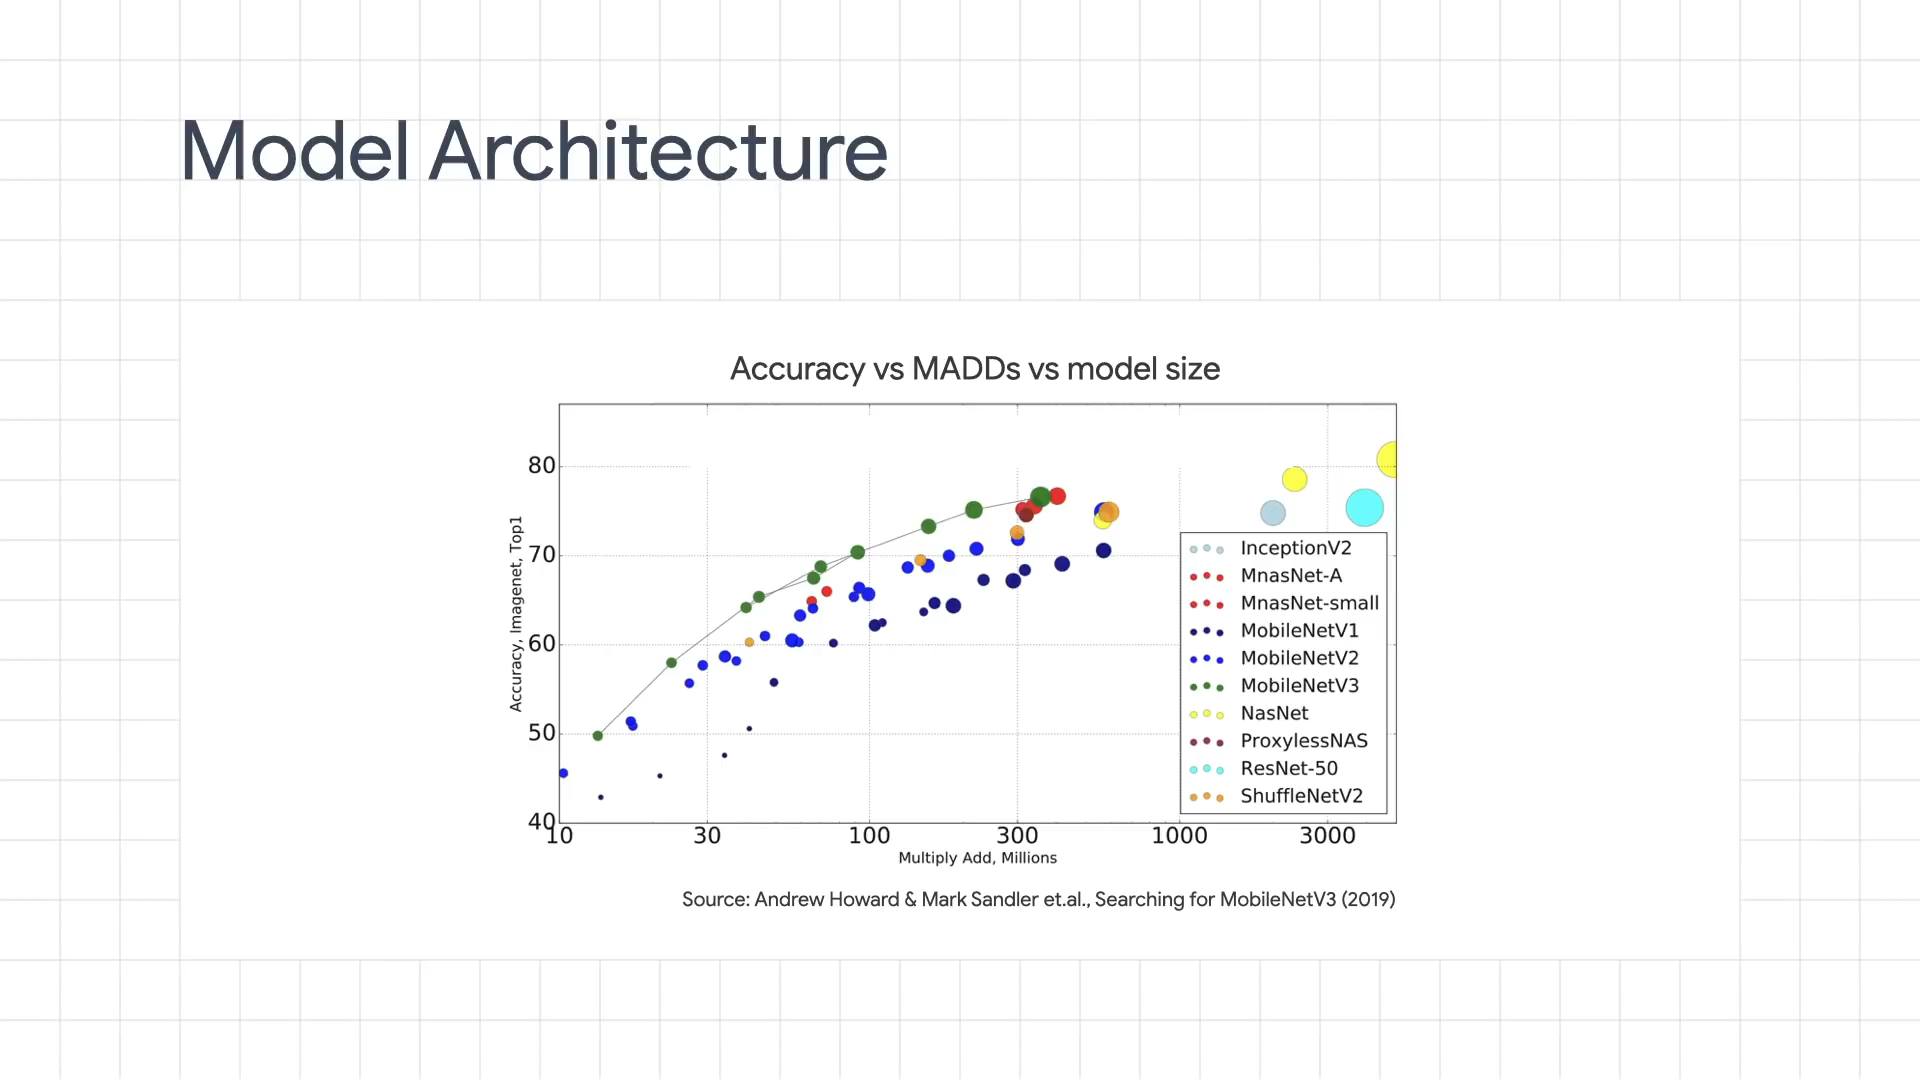 Model Architecture
Accuracy vs MADDs vs model size
80
70
60
50
40
Accuracy, Imagenet, Top1
InceptionV2
MnasNet-A
MnasNet-small
MobileNetV1
MobileNetV2
MobileNetV3
NasNet
ProxylessNAS
ResNet-50
ShuffleNetV2
10 30 100 300 1000 3000
Multiply Add, Millions
Source: Andrew Howard & Mark Sandler et.al., Searching for MobileNetV3 (2019)